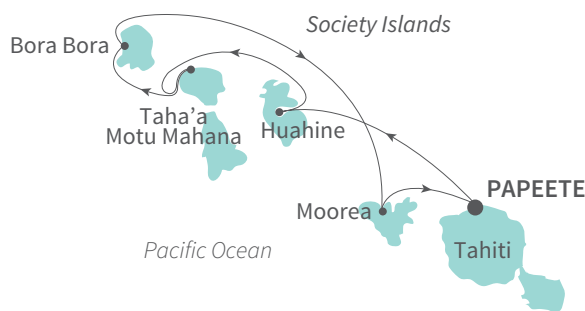 Society Islands
Bora Bora
Taha’a
Motu Mahana
Huahine
PAPEETE
Moorea
Tahiti
Pacific Ocean